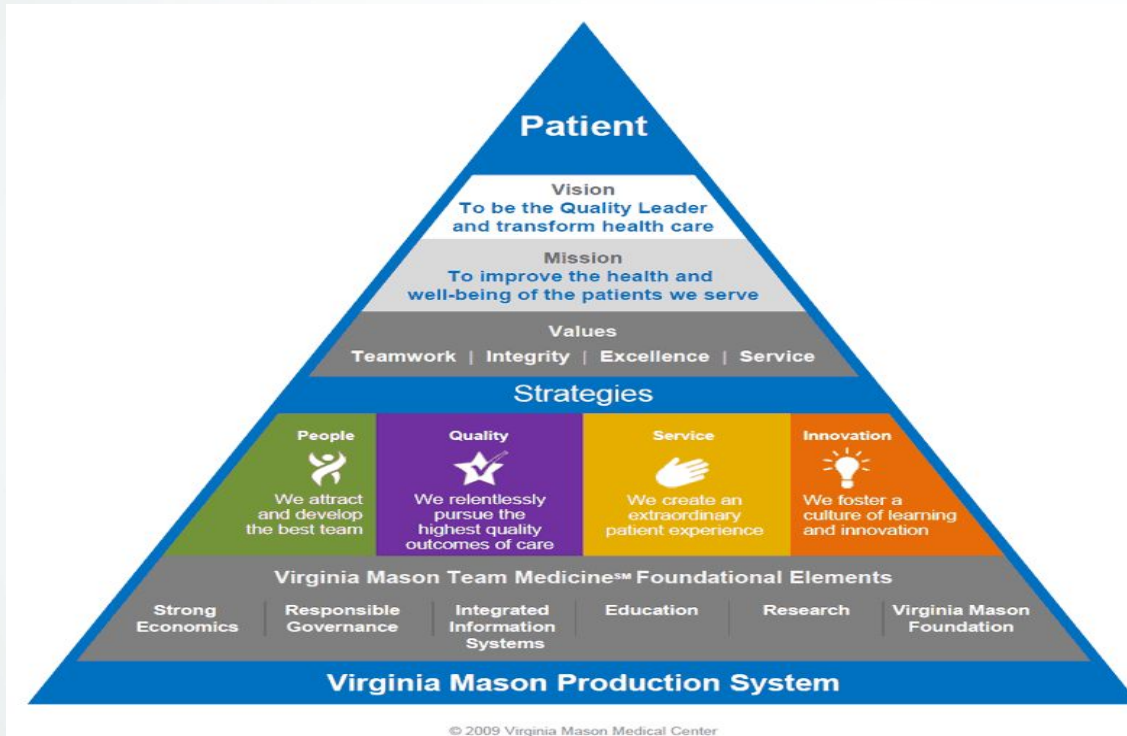 Patient
Vision
To be the Quality Leader
and transform health care
Mission
To improve the health and
well-being of the patients we serve
Values
Teamwork | Integrity | Excellence | Service
Strategies
People
We attract
and develop
the best team
Quality
We relentlessly
pursue the
highest quality
outcomes of care
Service
We create an
extraordinary
patient experience
Innovation
We foster a
culture of learning
and innovation
Virginia Mason Team Medicine℠ Foundational Elements
Strong
Economics
Responsible
Governance
Integrated
Information
Systems
Education
Research
Virginia Mason
Foundation
Virginia Mason Production System
© 2009 Virginia Mason Medical Center